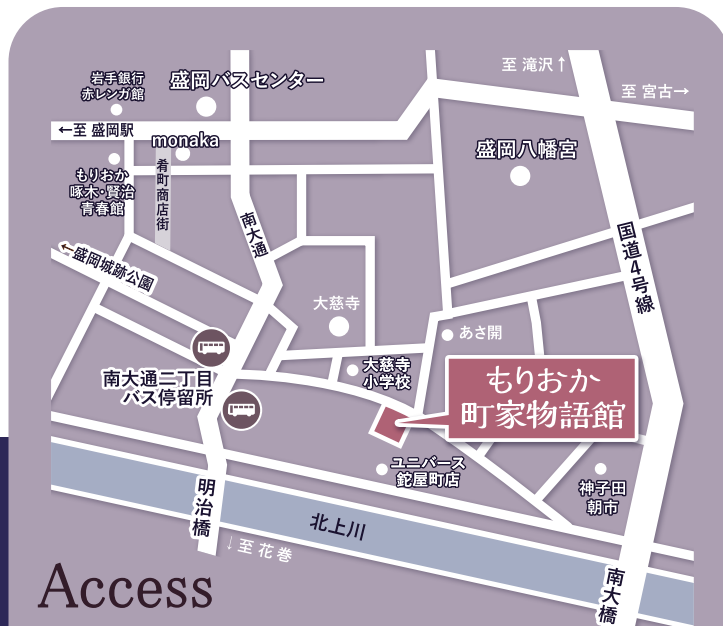 至 滝沢↑
岩手銀行
赤レンガ館
盛岡バスセンター
至 宮古→
←至 盛岡駅
monaka
盛岡八幡宮
もりおか
啄木・賢治
青春館
肴町商店街
南大通
国道4号線
←盛岡城跡公園
大慈寺
あさ開
南大通二丁目
バス停留所
大慈寺
小学校
もりおか
町家物語館
ユニバース
鉈屋町店
神子田
朝市
明治橋
北上川
↓至 花巻
南大橋
Access